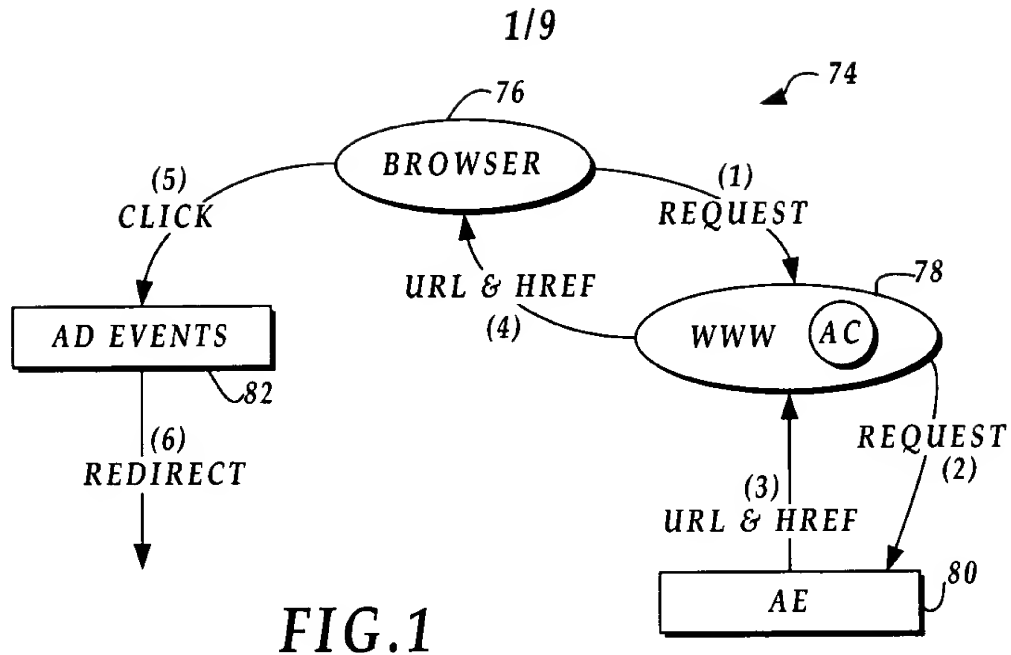 1/9
74
76
BROWSER
(5)
CLICK
(1)
REQUEST
78
URL & HREF
(4)
WWW
AC
AD EVENTS
82
(6)
REDIRECT
REQUEST
(2)
(3)
URL & HREF
80
AE
FIG.1